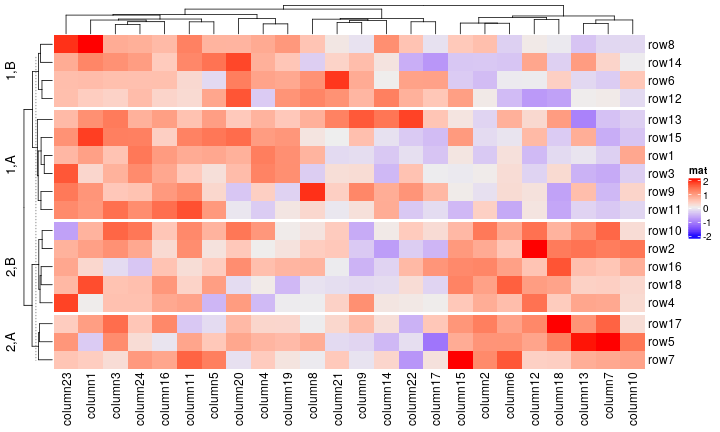 1,B
row8
row14
row6
row12
1,A
row13
row15
row1
row3
row9
row11
2,B
row10
row2
row16
row18
row4
2,A
row17
row5
row7
mat
2
1
0
-1
-2
column23
column1
column3
column24
column16
column11
column5
column20
column4
column19
column8
column21
column9
column14
column22
column17
column15
column2
column6
column12
column18
column13
column7
column10